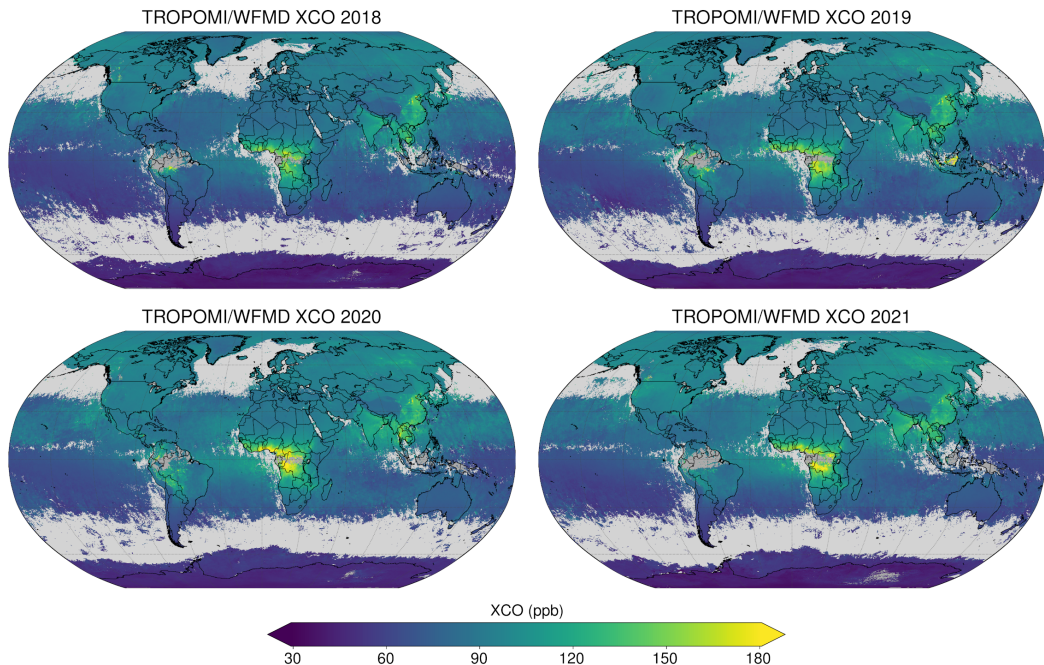 TROPOMI/WFMD XCO 2018
TROPOMI/WFMD XCO 2019
TROPOMI/WFMD XCO 2020
TROPOMI/WFMD XCO 2021
XCO (ppb)
30 60 90 120 150 180